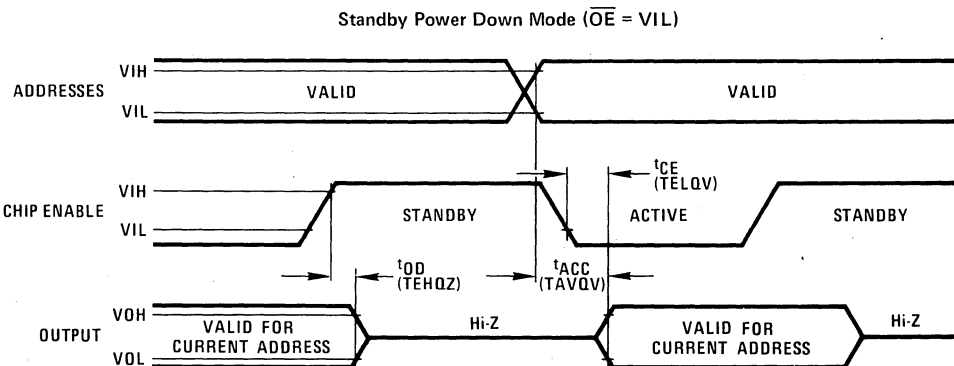 Standby Power Down Mode (O̅E̅ = VIL)
ADDRESSES
VIH
VIL
VALID
VALID
CHIP ENABLE
VIH
VIL
STANDBY
tCE
(TELQV)
ACTIVE
STANDBY
tOD
(TEHQZ)
tACC
(TAVQV)
OUTPUT
VOH
VOL
VALID FOR
CURRENT ADDRESS
Hi-Z
VALID FOR
CURRENT ADDRESS
Hi-Z